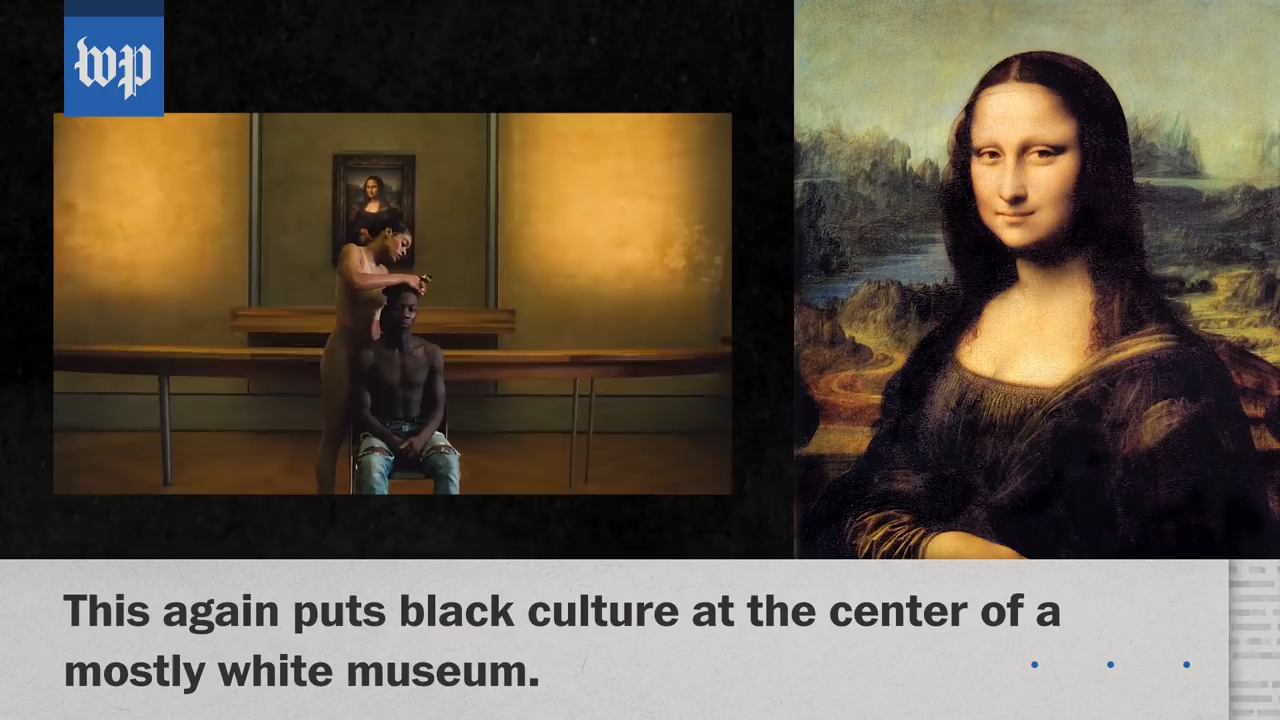 wp
This again puts black culture at the center of a
mostly white museum.